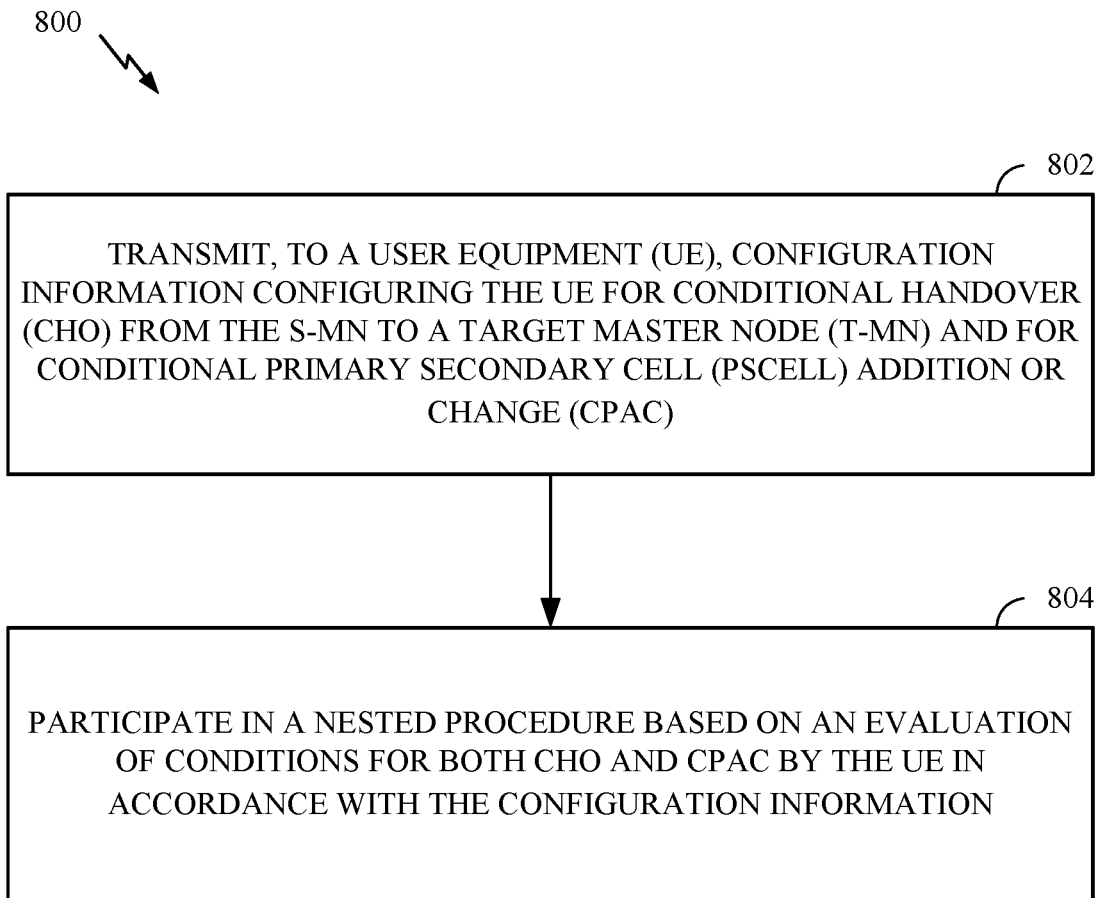 800
802
TRANSMIT, TO A USER EQUIPMENT (UE), CONFIGURATION
INFORMATION CONFIGURING THE UE FOR CONDITIONAL HANDOVER
(CHO) FROM THE S-MN TO A TARGET MASTER NODE (T-MN) AND FOR
CONDITIONAL PRIMARY SECONDARY CELL (PSCELL) ADDITION OR
CHANGE (CPAC)
804
PARTICIPATE IN A NESTED PROCEDURE BASED ON AN EVALUATION
OF CONDITIONS FOR BOTH CHO AND CPAC BY THE UE IN
ACCORDANCE WITH THE CONFIGURATION INFORMATION